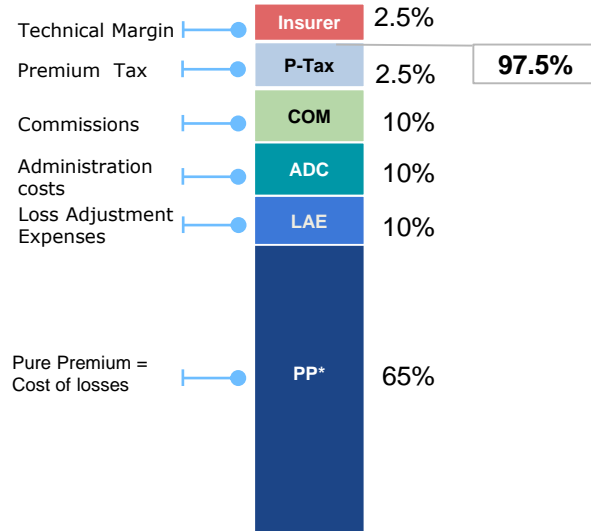 Technical Margin
Insurer
2.5%
Premium Tax
P-Tax
2.5%
97.5%
Commissions
COM
10%
Administration
costs
ADC
10%
Loss Adjustment
Expenses
LAE
10%
Pure Premium =
Cost of losses
PP*
65%